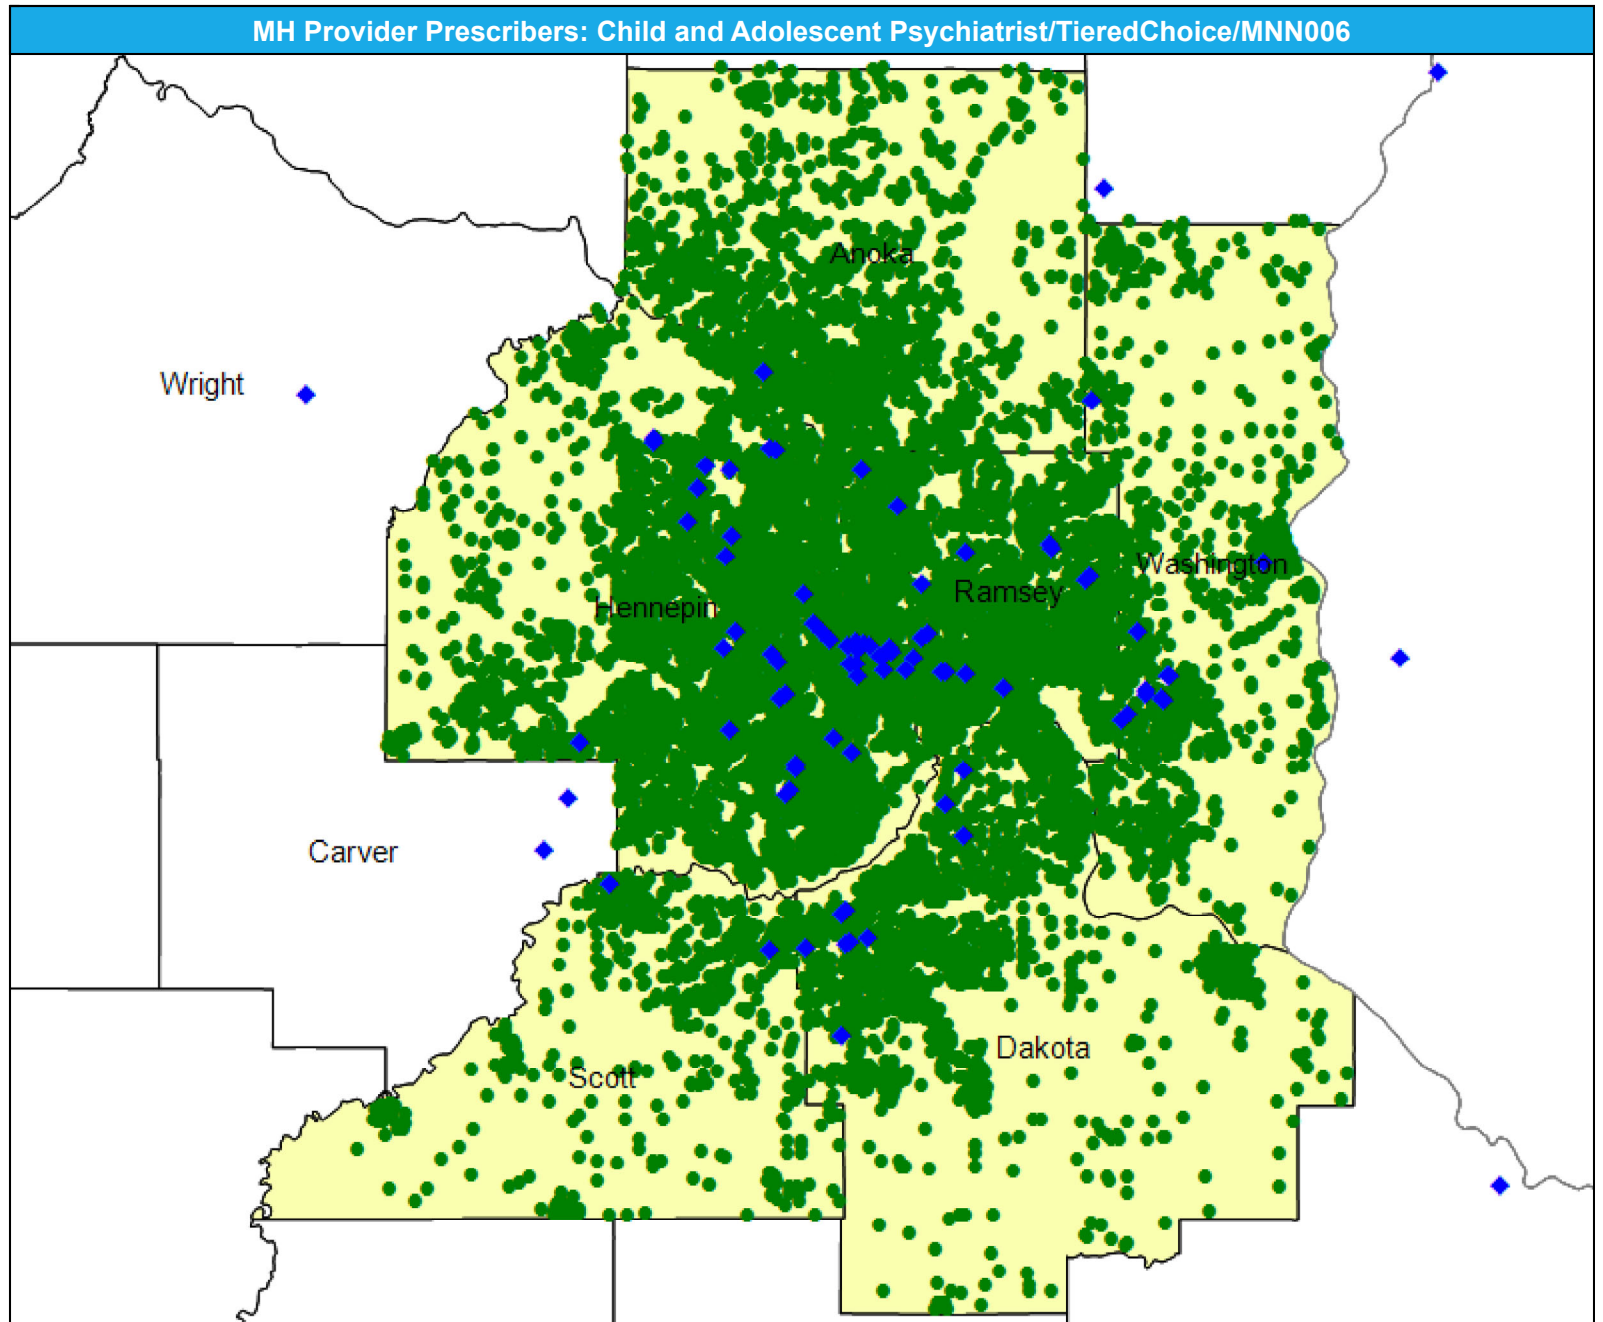 MH Provider Prescribers: Child and Adolescent Psychiatrist/TieredChoice/MNN006
Anoka
Wright
Washington
Ramsey
Hennepin
Carver
Dakota
Scott